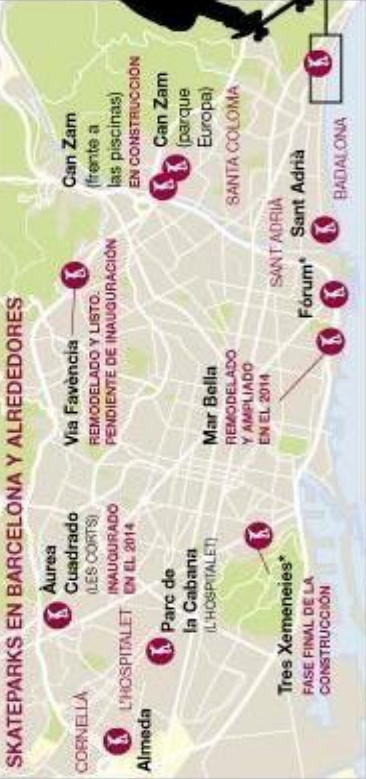 SKATEPARKS EN BARCELONA Y ALREDEDORES
CORNELLÀ
Almeda
L'HOSPITALET
Àurea
Cuadrado
(LES CORTS)
INAUGURADO
EN EL 2014
Parc de
la Cabana
(L'HOSPITALET)
Tres Xemeneies*
FASE FINAL DE LA
CONSTRUCCIÓN
Via Favència
REMODELADO Y LISTO.
PENDIENTE DE INAUGURACIÓN
Mar Bella
REMODELADO
Y AMPLIADO
EN EL 2014
Can Zam
(frente a
las piscinas)
EN CONSTRUCCIÓN
Can Zam
(parque
Europa)
SANTA COLOMA
SANT ADRIÀ
Fòrum*
Sant Adrià
BADALONA